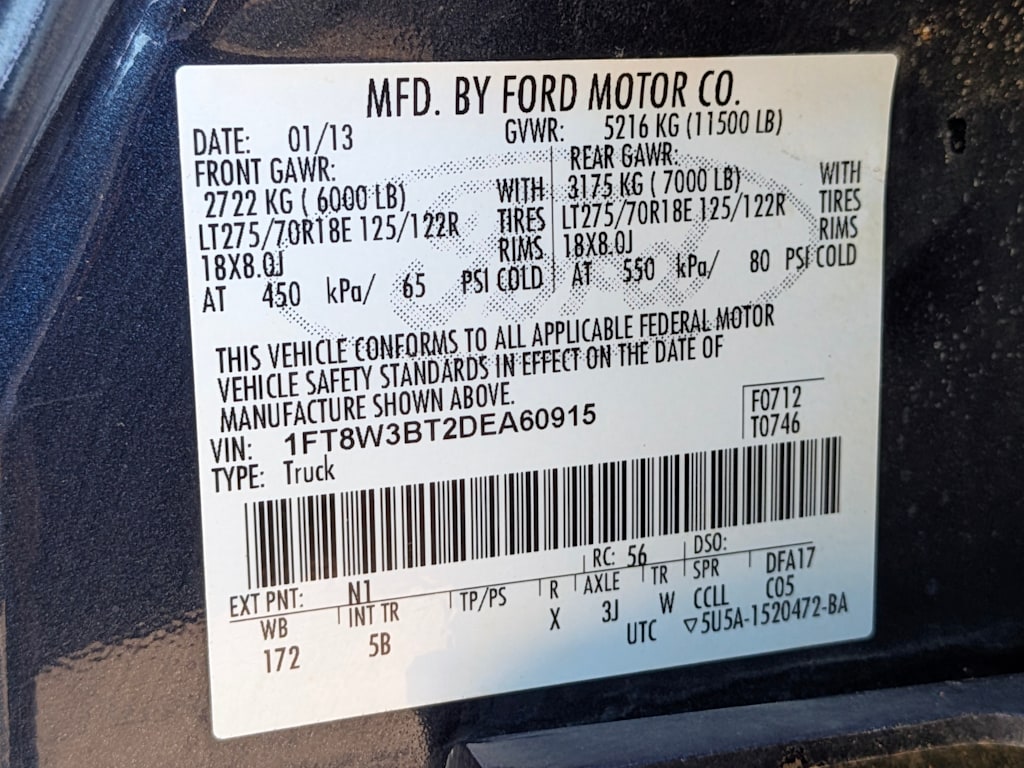 MFD. BY FORD MOTOR CO.
DATE: 01/13 GVWR: 5216 KG (11500 LB)
FRONT GAWR: REAR GAWR:
2722 KG ( 6000 LB) WITH 3175 KG ( 7000 LB) WITH
LT275/70R18E 125/122R TIRES LT275/70R18E 125/122R TIRES
18X8.0J RIMS 18X8.0J RIMS
AT 450 kPa/ 65 PSI COLD AT 550 kPa/ 80 PSI COLD
THIS VEHICLE CONFORMS TO ALL APPLICABLE FEDERAL MOTOR
VEHICLE SAFETY STANDARDS IN EFFECT ON THE DATE OF
MANUFACTURE SHOWN ABOVE.
VIN: 1FT8W3BT2DEA60915 F0712
TYPE: Truck T0746
EXT PNT: N1 RC: 56 DSO:
WB INT TR TP/PS R AXLE TR SPR DFA17
172 5B X 3J W CCLL C05
UTC ▽5U5A-1520472-BA